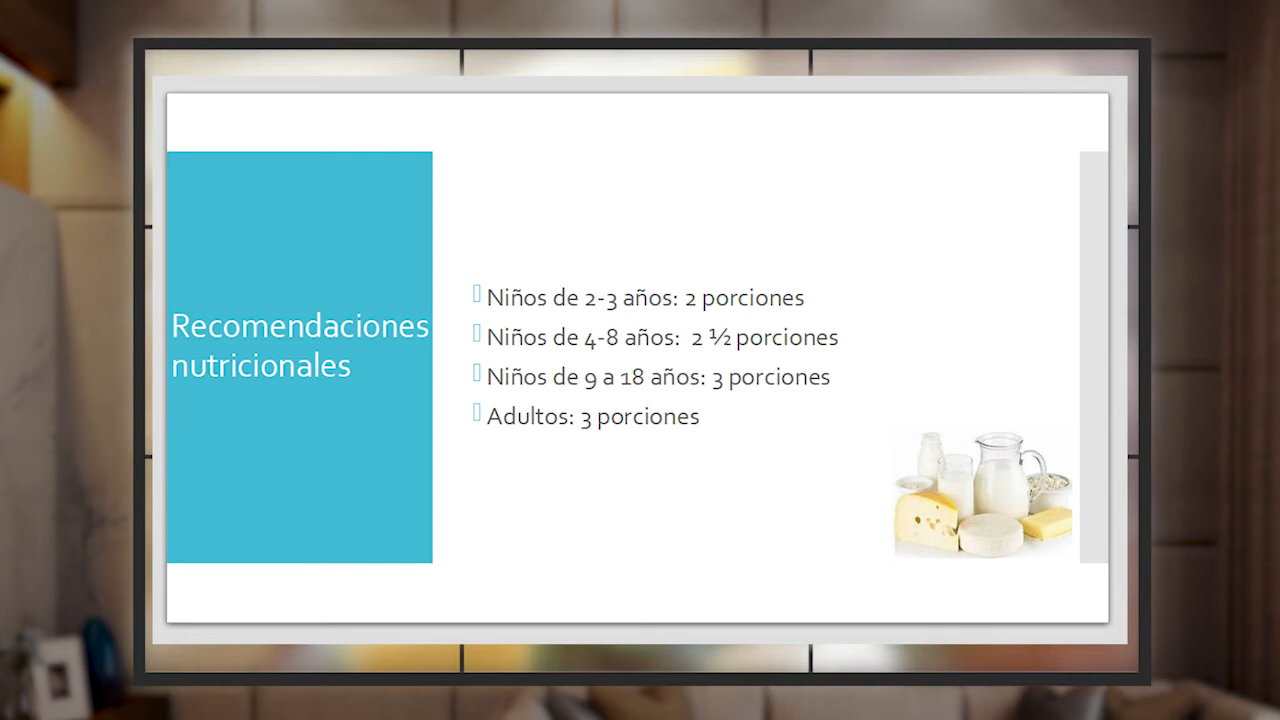 Recomendaciones
nutricionales
Niños de 2-3 años: 2 porciones
Niños de 4-8 años:  2 ½ porciones
Niños de 9 a 18 años: 3 porciones
Adultos: 3 porciones